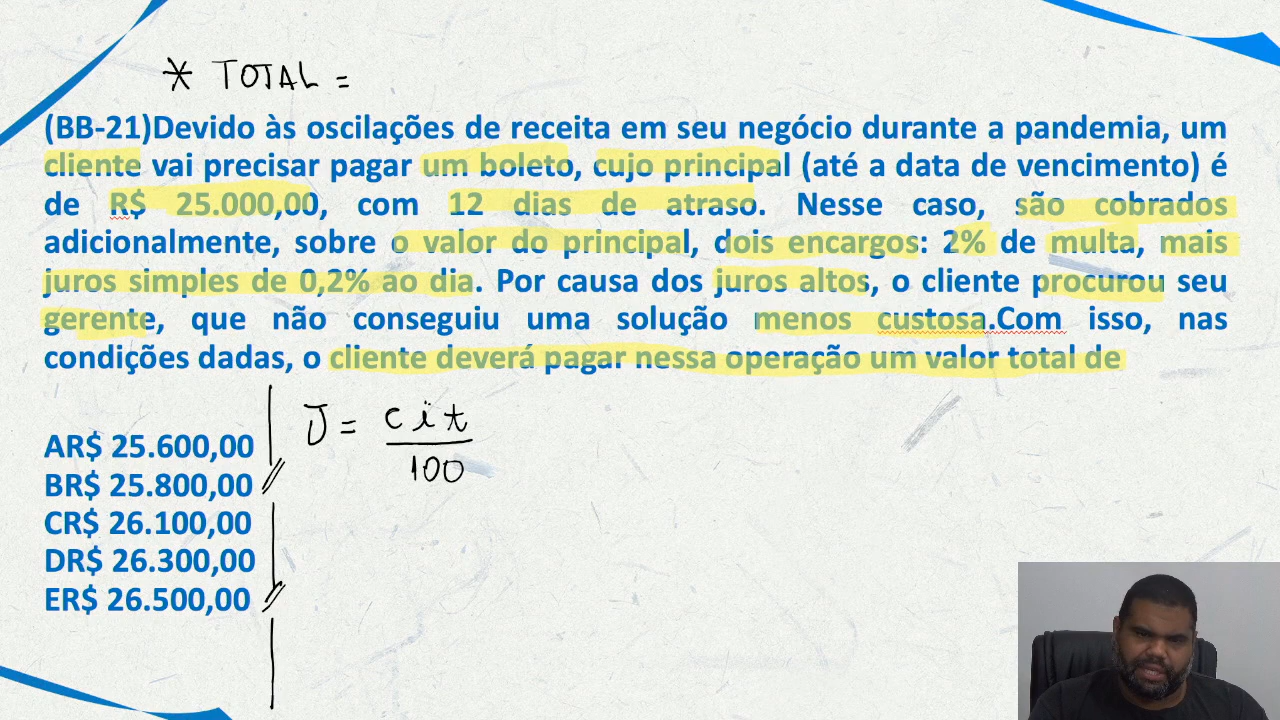 * TOTAL =
(BB-21)Devido às oscilações de receita em seu negócio durante a pandemia, um
cliente vai precisar pagar um boleto, cujo principal (até a data de vencimento) é
de R$ 25.000,00, com 12 dias de atraso. Nesse caso, são cobrados
adicionalmente, sobre o valor do principal, dois encargos: 2% de multa, mais
juros simples de 0,2% ao dia. Por causa dos juros altos, o cliente procurou seu
gerente, que não conseguiu uma solução menos custosa.Com isso, nas
condições dadas, o cliente deverá pagar nessa operação um valor total de
J = c i t
100
AR$ 25.600,00
BR$ 25.800,00
CR$ 26.100,00
DR$ 26.300,00
ER$ 26.500,00